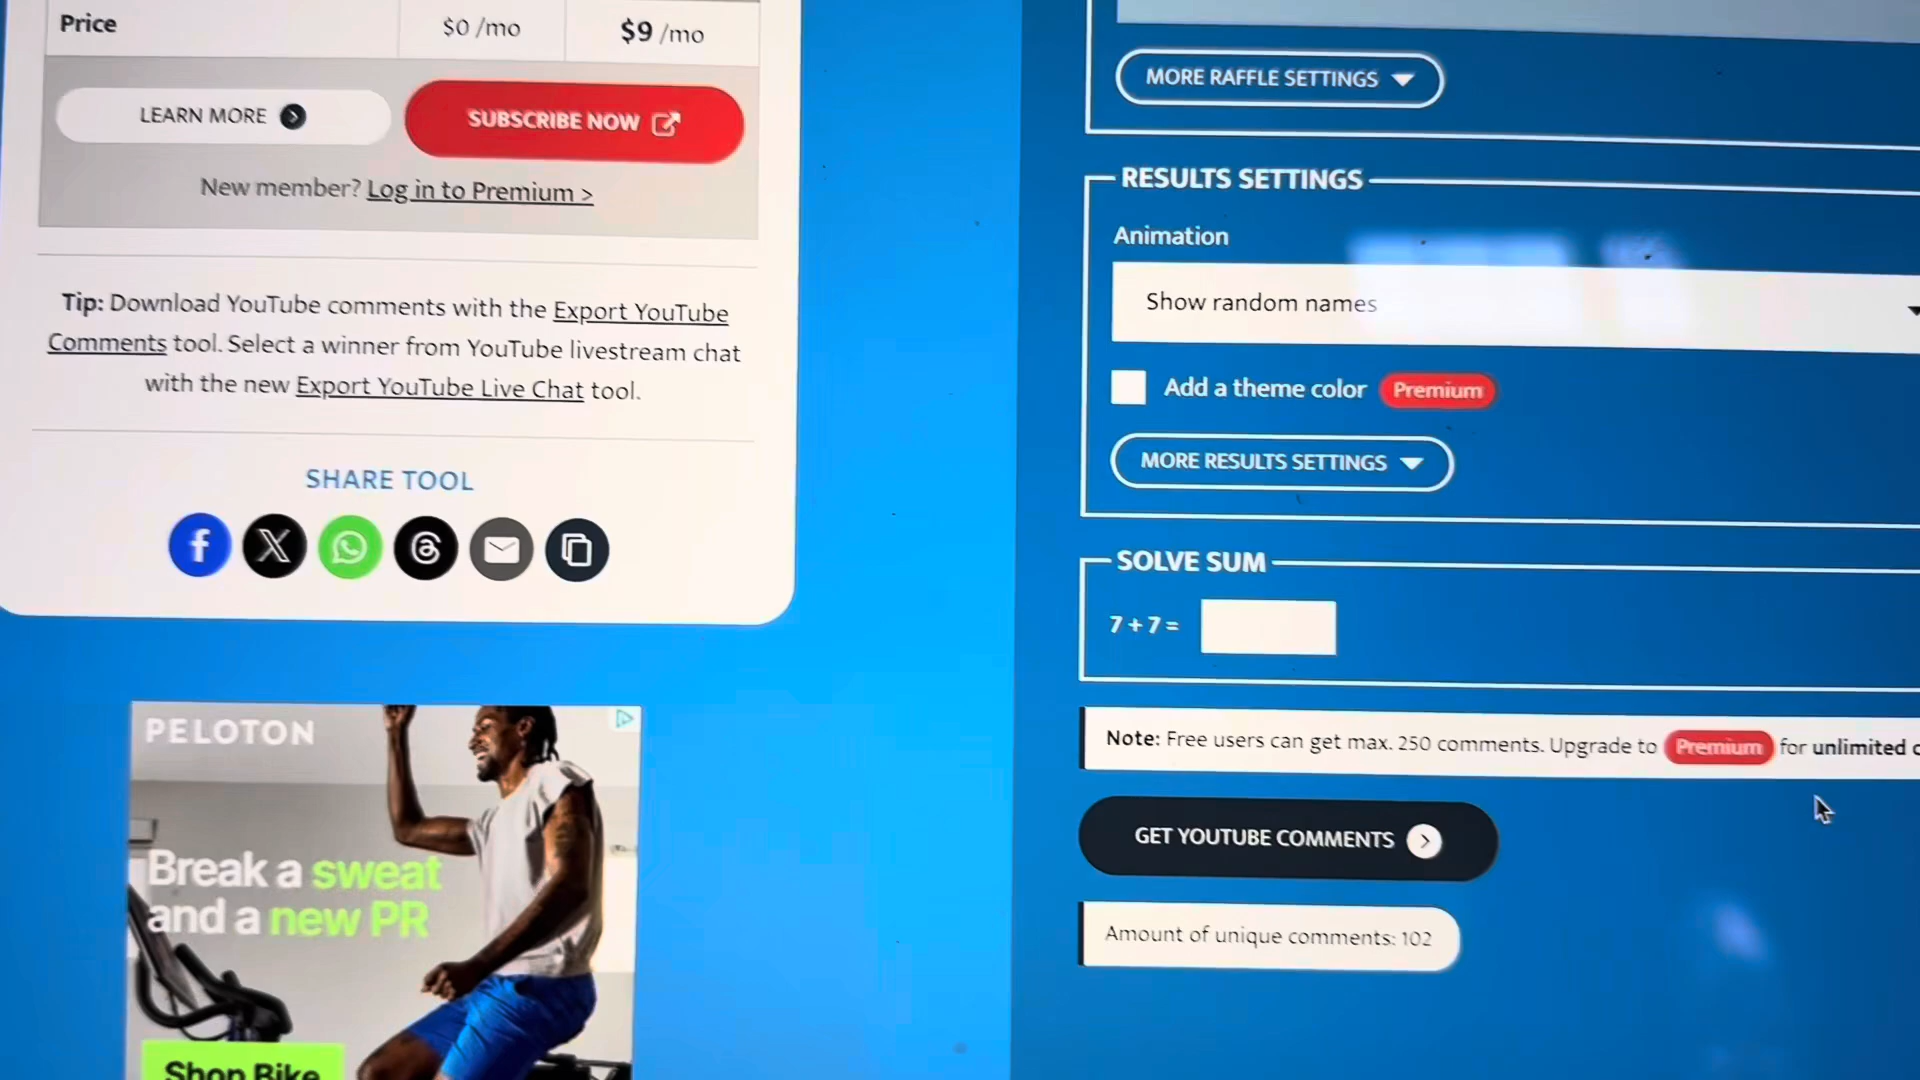 Price $0 /mo $9 /mo
LEARN MORE
SUBSCRIBE NOW
New member? Log in to Premium >
Tip: Download YouTube comments with the Export YouTube
Comments tool. Select a winner from YouTube livestream chat
with the new Export YouTube Live Chat tool.
SHARE TOOL
PELOTON
Break a sweat
and a new PR
Shop Bike
MORE RAFFLE SETTINGS
RESULTS SETTINGS
Animation
Show random names
Add a theme color Premium
MORE RESULTS SETTINGS
SOLVE SUM
7 + 7 =
Note: Free users can get max. 250 comments. Upgrade to Premium for unlimited
GET YOUTUBE COMMENTS
Amount of unique comments: 102